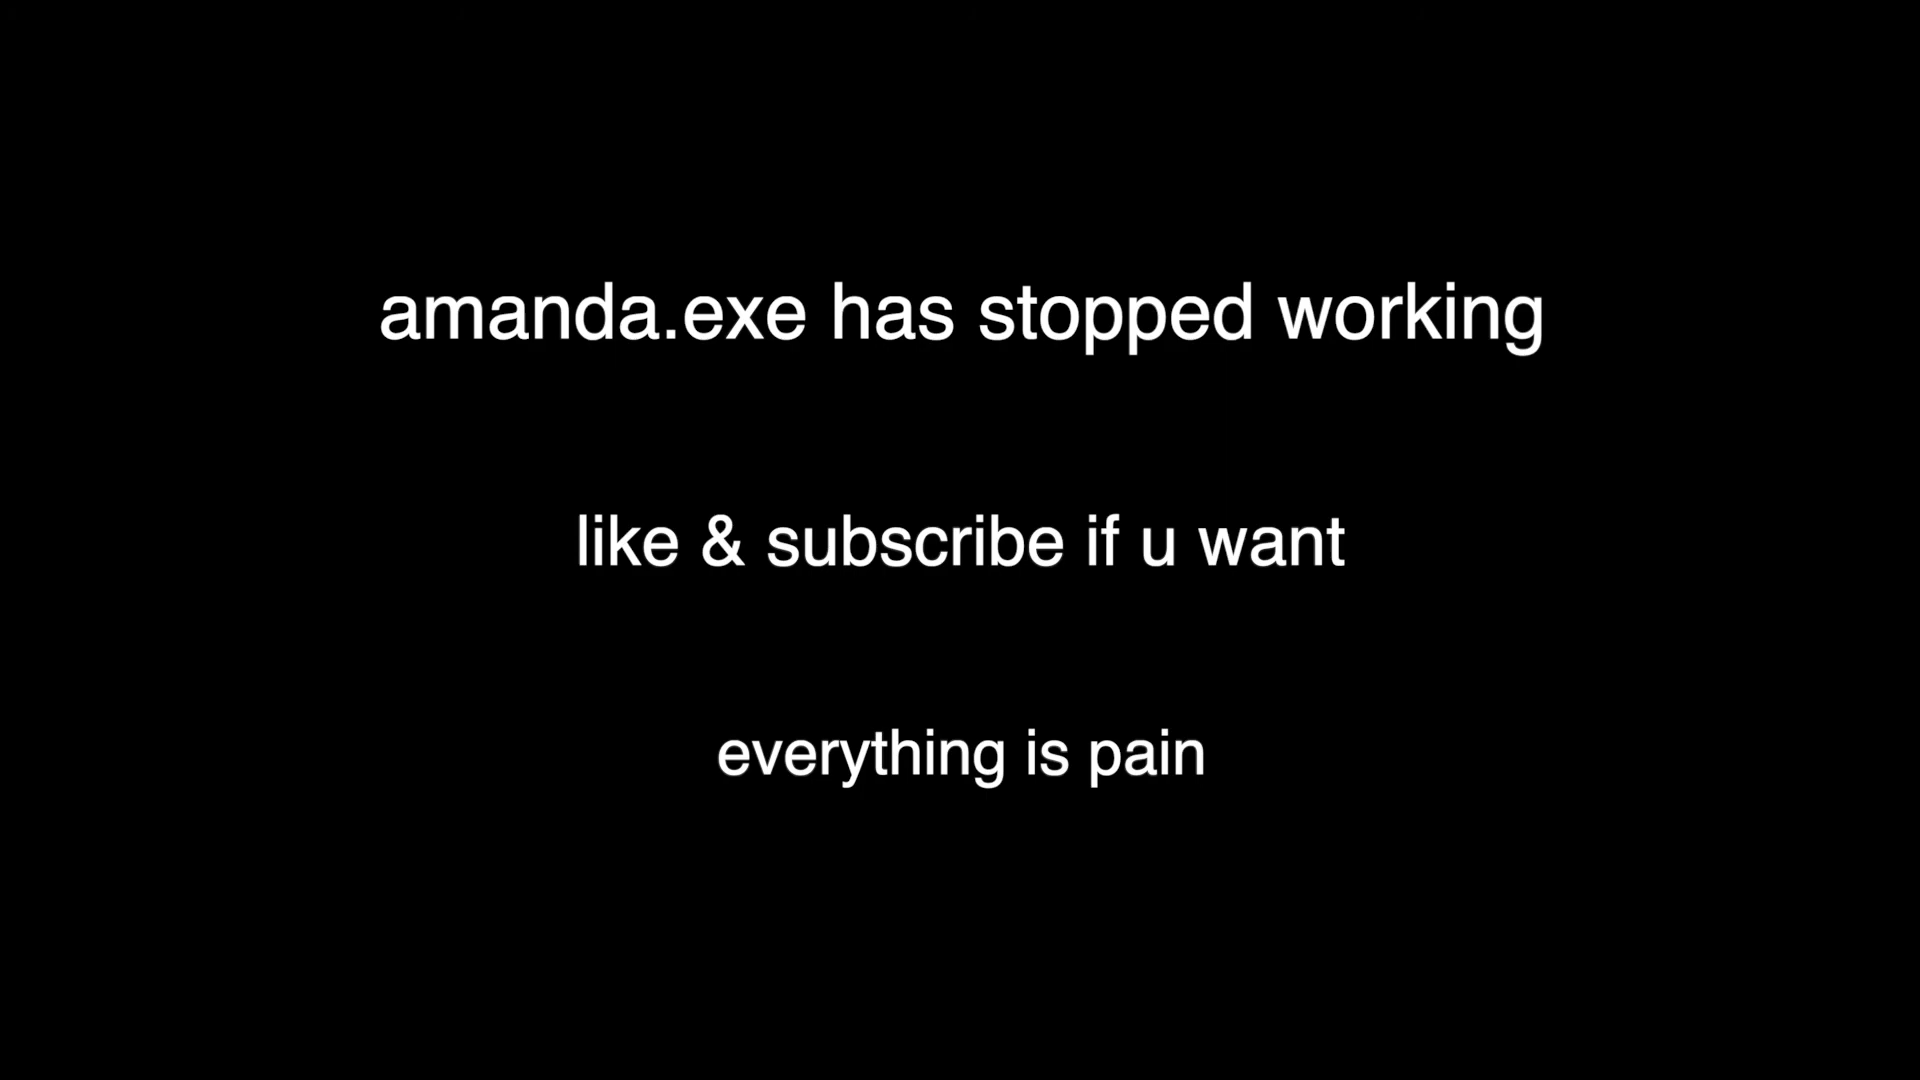 amanda.exe has stopped working
like & subscribe if u want
everything is pain